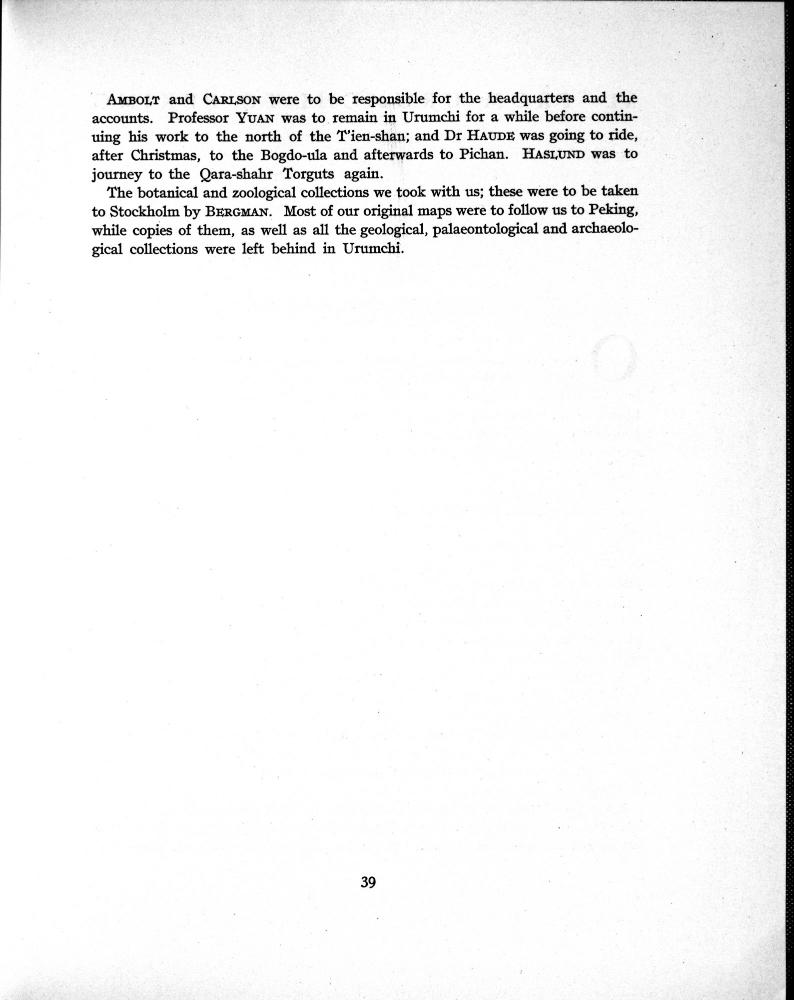 AMBOLT and CARLSON were to be responsible for the headquarters and the
accounts. Professor YUAN was to remain in Urumchi for a while before contin-
uing his work to the north of the T'ien-shan; and Dr HAUDE was going to ride,
after Christmas, to the Bogdo-ula and afterwards to Pichan. HASLUND was to
journey to the Qara-shahr Torguts again.
The botanical and zoological collections we took with us; these were to be taken
to Stockholm by BERGMAN. Most of our original maps were to follow us to Peking,
while copies of them, as well as all the geological, palaeontological and archaeolo-
gical collections were left behind in Urumchi.
39